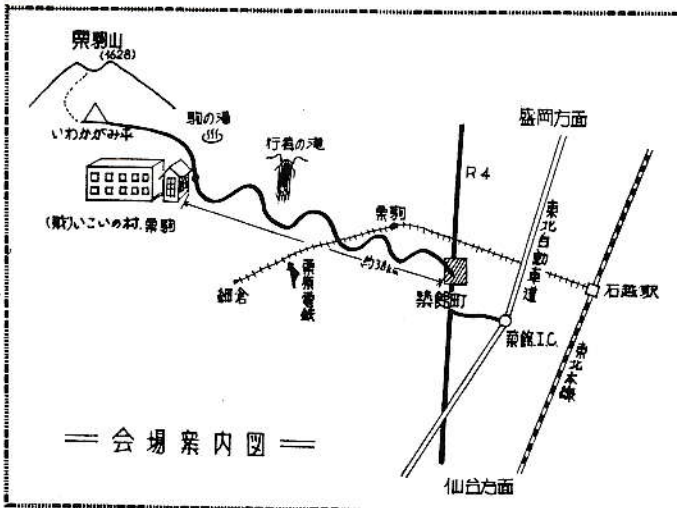 栗駒山
(1628)
いわかがみ平
駒の湯
行者の滝
(財)いこいの村.栗駒
栗駒
R4
盛岡方面
東北自動車道
約38km
細倉
栗原電鉄
築館町
築館I.C.
石越駅
東北本線
仙台方面
会場案内図